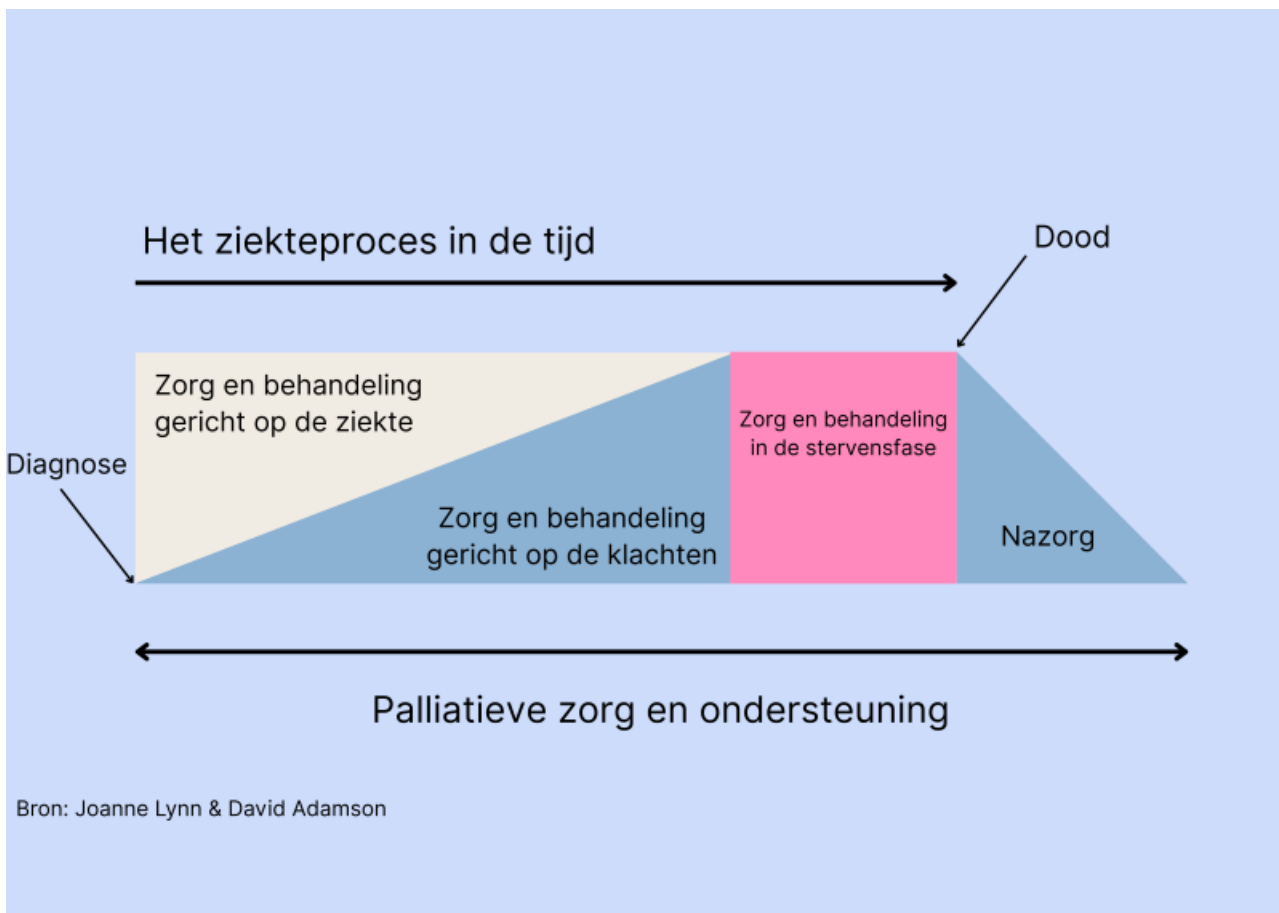 Het ziekteproces in de tijd
Dood
Zorg en behandeling
gericht op de ziekte
Zorg en behandeling
in de stervensfase
Diagnose
Zorg en behandeling
gericht op de klachten
Nazorg
Palliatieve zorg en ondersteuning
Bron: Joanne Lynn & David Adamson